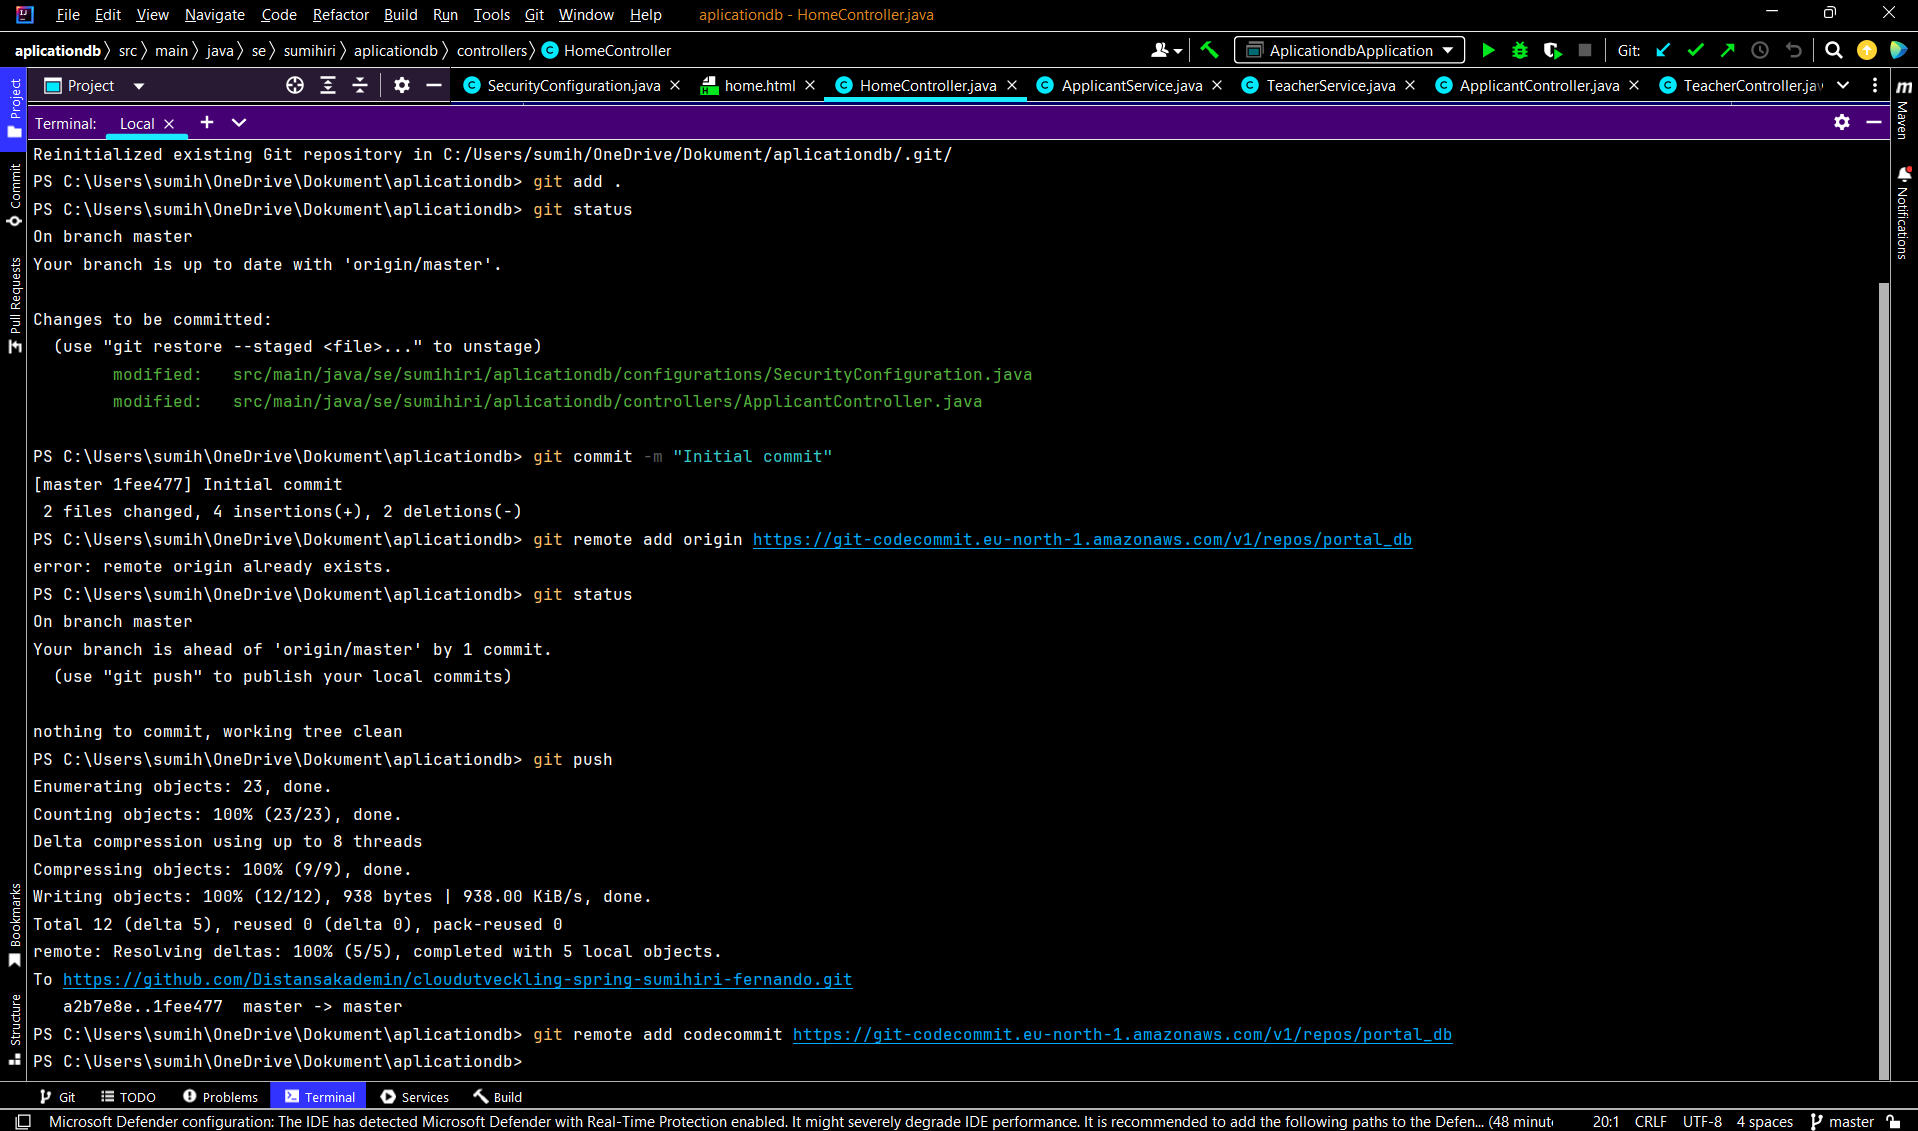 File Edit View Navigate Code Refactor Build Run Tools Git Window Help aplicationdb - HomeController.java
aplicationdb src main java se sumihiri aplicationdb controllers HomeController AplicationdbApplication Git:
Project SecurityConfiguration.java home.html HomeController.java ApplicantService.java TeacherService.java ApplicantController.java TeacherController.jav
Terminal: Local
Reinitialized existing Git repository in C:/Users/sumih/OneDrive/Dokument/aplicationdb/.git/
PS C:\Users\sumih\OneDrive\Dokument\aplicationdb> git add .
PS C:\Users\sumih\OneDrive\Dokument\aplicationdb> git status
On branch master
Your branch is up to date with 'origin/master'.
Changes to be committed:
(use "git restore --staged <file>..." to unstage)
modified:   src/main/java/se/sumihiri/aplicationdb/configurations/SecurityConfiguration.java
modified:   src/main/java/se/sumihiri/aplicationdb/controllers/ApplicantController.java
PS C:\Users\sumih\OneDrive\Dokument\aplicationdb> git commit -m "Initial commit"
[master 1fee477] Initial commit
2 files changed, 4 insertions(+), 2 deletions(-)
PS C:\Users\sumih\OneDrive\Dokument\aplicationdb> git remote add origin https://git-codecommit.eu-north-1.amazonaws.com/v1/repos/portal_db
error: remote origin already exists.
PS C:\Users\sumih\OneDrive\Dokument\aplicationdb> git status
On branch master
Your branch is ahead of 'origin/master' by 1 commit.
(use "git push" to publish your local commits)
nothing to commit, working tree clean
PS C:\Users\sumih\OneDrive\Dokument\aplicationdb> git push
Enumerating objects: 23, done.
Counting objects: 100% (23/23), done.
Delta compression using up to 8 threads
Compressing objects: 100% (9/9), done.
Writing objects: 100% (12/12), 938 bytes | 938.00 KiB/s, done.
Total 12 (delta 5), reused 0 (delta 0), pack-reused 0
remote: Resolving deltas: 100% (5/5), completed with 5 local objects.
To https://github.com/Distansakademin/cloudutveckling-spring-sumihiri-fernando.git
a2b7e8e..1fee477  master -> master
PS C:\Users\sumih\OneDrive\Dokument\aplicationdb> git remote add codecommit https://git-codecommit.eu-north-1.amazonaws.com/v1/repos/portal_db
PS C:\Users\sumih\OneDrive\Dokument\aplicationdb>
Project
Commit
Pull Requests
Bookmarks
Structure
m Maven
Notifications
Git TODO Problems Terminal Services Build
Microsoft Defender configuration: The IDE has detected Microsoft Defender with Real-Time Protection enabled. It might severely degrade IDE performance. It is recommended to add the following paths to the Defen... (48 minute 20:1 CRLF UTF-8 4 spaces master